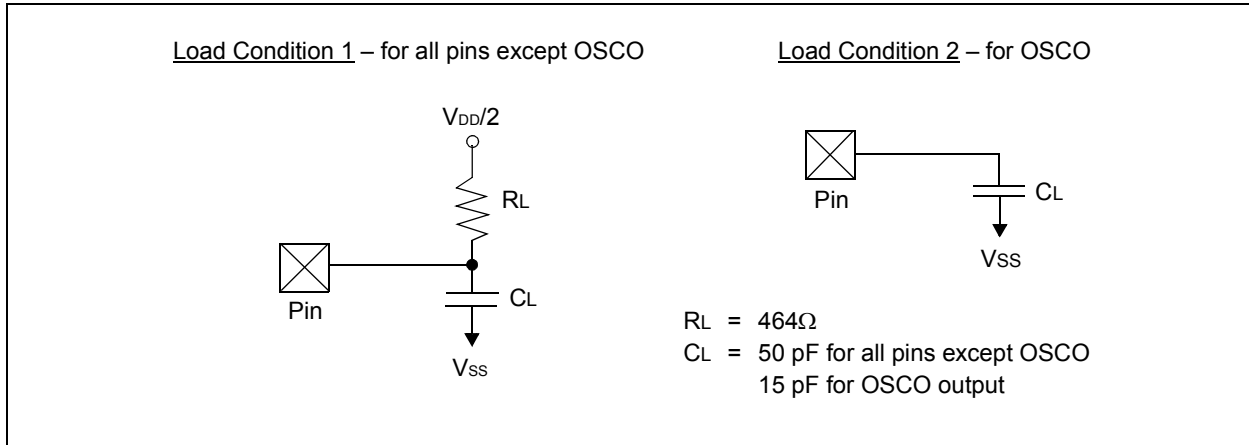 Load Condition 1 – for all pins except OSCO
VDD/2
RL
Pin
CL
VSS
Load Condition 2 – for OSCO
Pin
CL
VSS
RL = 464Ω
CL = 50 pF for all pins except OSCO
15 pF for OSCO output